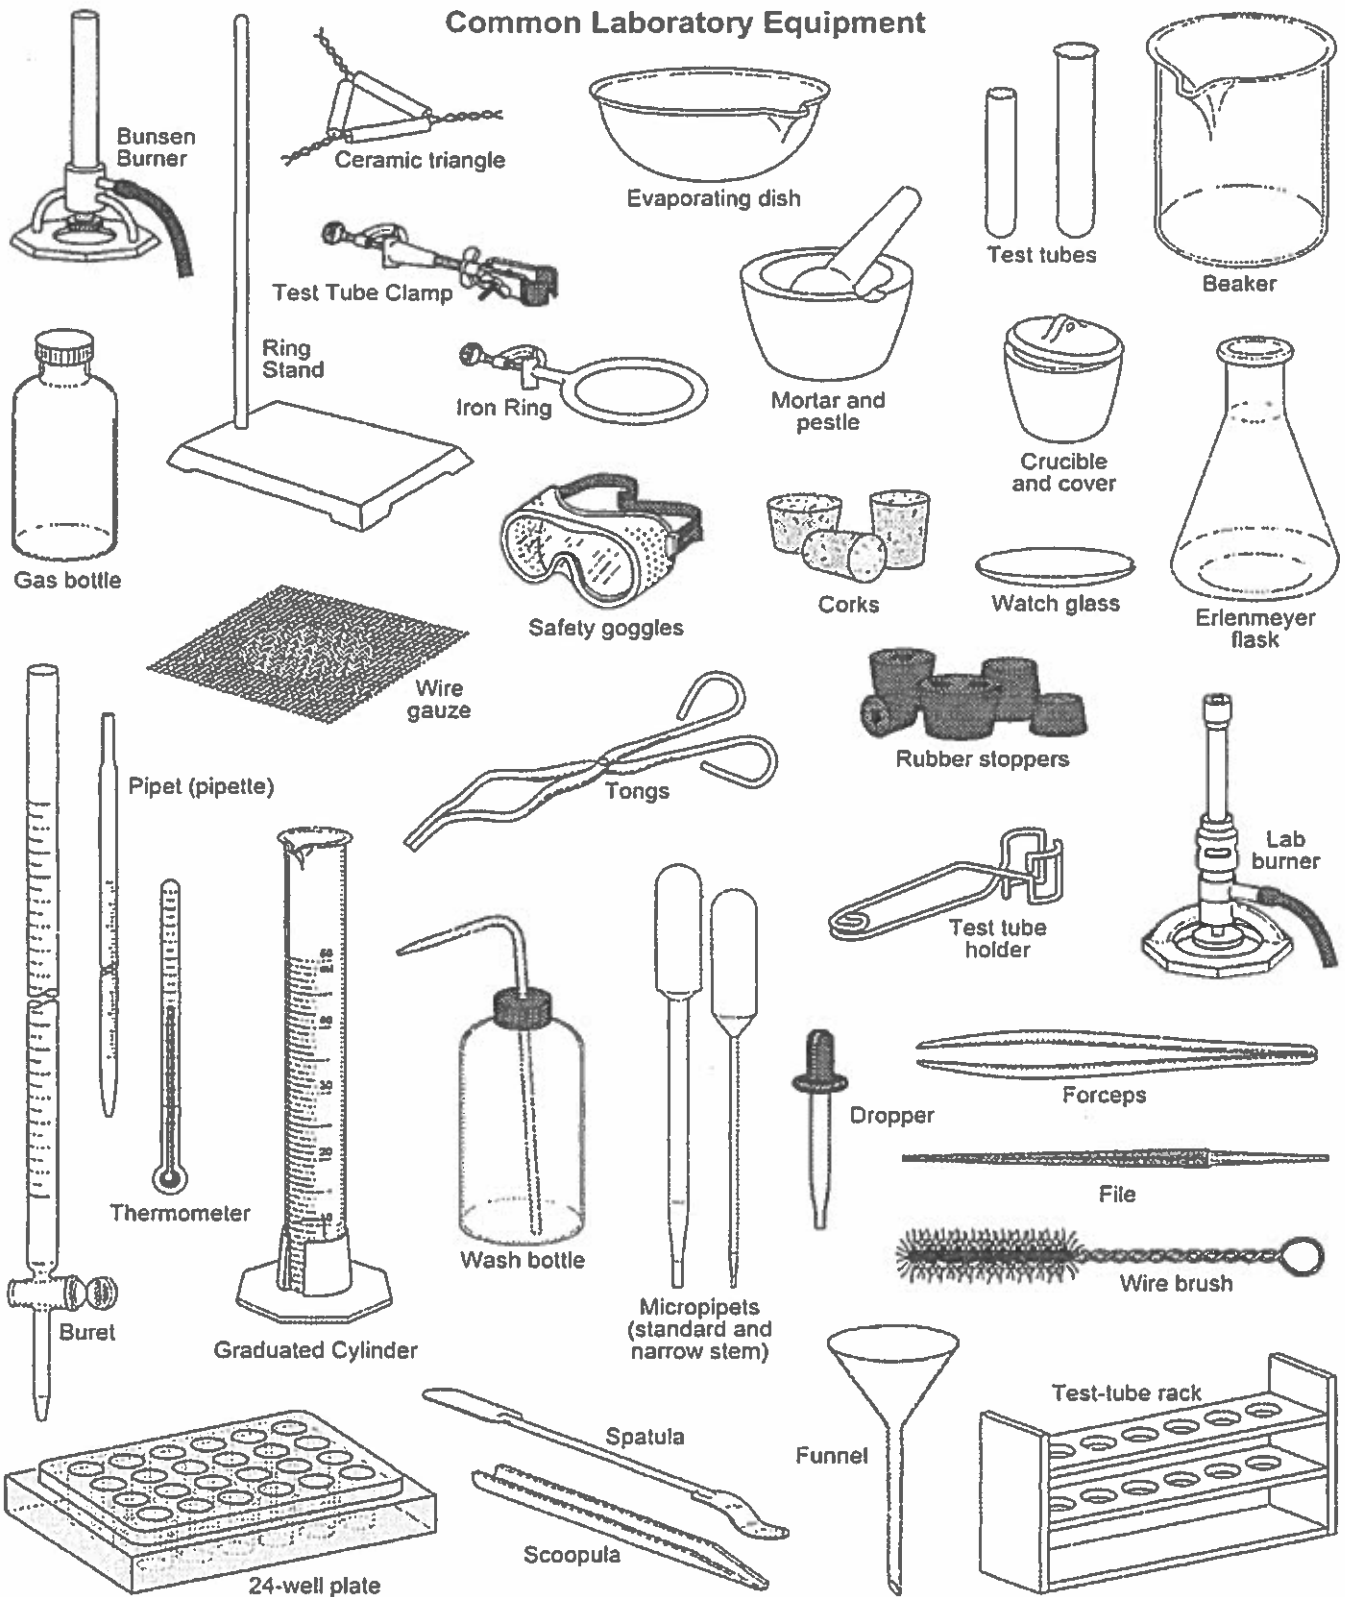 Common Laboratory Equipment
Bunsen
Burner
Ceramic triangle
Evaporating dish
Test tubes
Beaker
Test Tube Clamp
Ring
Stand
Iron Ring
Mortar and
pestle
Crucible
and cover
Gas bottle
Safety goggles
Corks
Watch glass
Erlenmeyer
flask
Wire
gauze
Rubber stoppers
Pipet (pipette)
Tongs
Lab
burner
Test tube
holder
Forceps
Dropper
File
Thermometer
Wash bottle
Wire brush
Buret
Graduated Cylinder
Micropipets
(standard and
narrow stem)
Test-tube rack
Spatula
Funnel
Scoopula
24-well plate